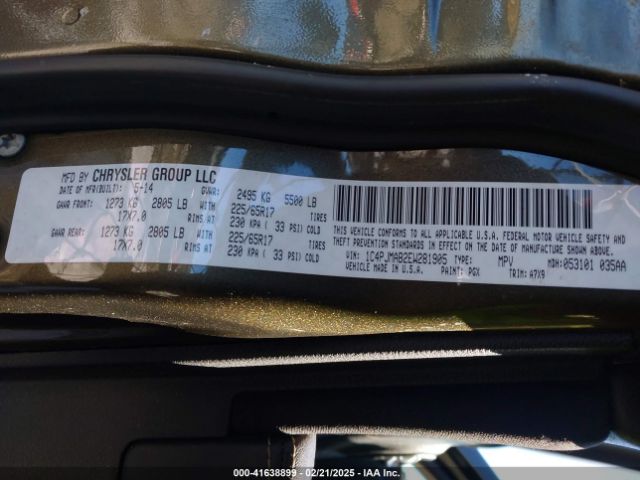 MFD BY CHRYSLER GROUP LLC
DATE OF MFR(BUILT): 5-14 GVWR: 2495 KG 5500 LB
GAWR FRONT: 1273 KG 2805 LB WITH 225/65R17 TIRES
17X7.0 RIMS AT 230 KPA ( 33 PSI) COLD
GAWR REAR: 1273 KG 2805 LB WITH 225/65R17 TIRES
17X7.0 RIMS AT 230 KPA ( 33 PSI) COLD
THIS VEHICLE CONFORMS TO ALL APPLICABLE U.S.A. FEDERAL MOTOR VEHICLE SAFETY AND
THEFT PREVENTION STANDARDS IN EFFECT ON THE DATE OF MANUFACTURE SHOWN ABOVE.
VIN: 1C4PJMAB2EW281905 TYPE: MPV MDH: 053101 035AA
VEHICLE MADE IN U.S.A. PAINT: PGX TRIM: A7X9
000-41638899 02/21/2025 IAA Inc.